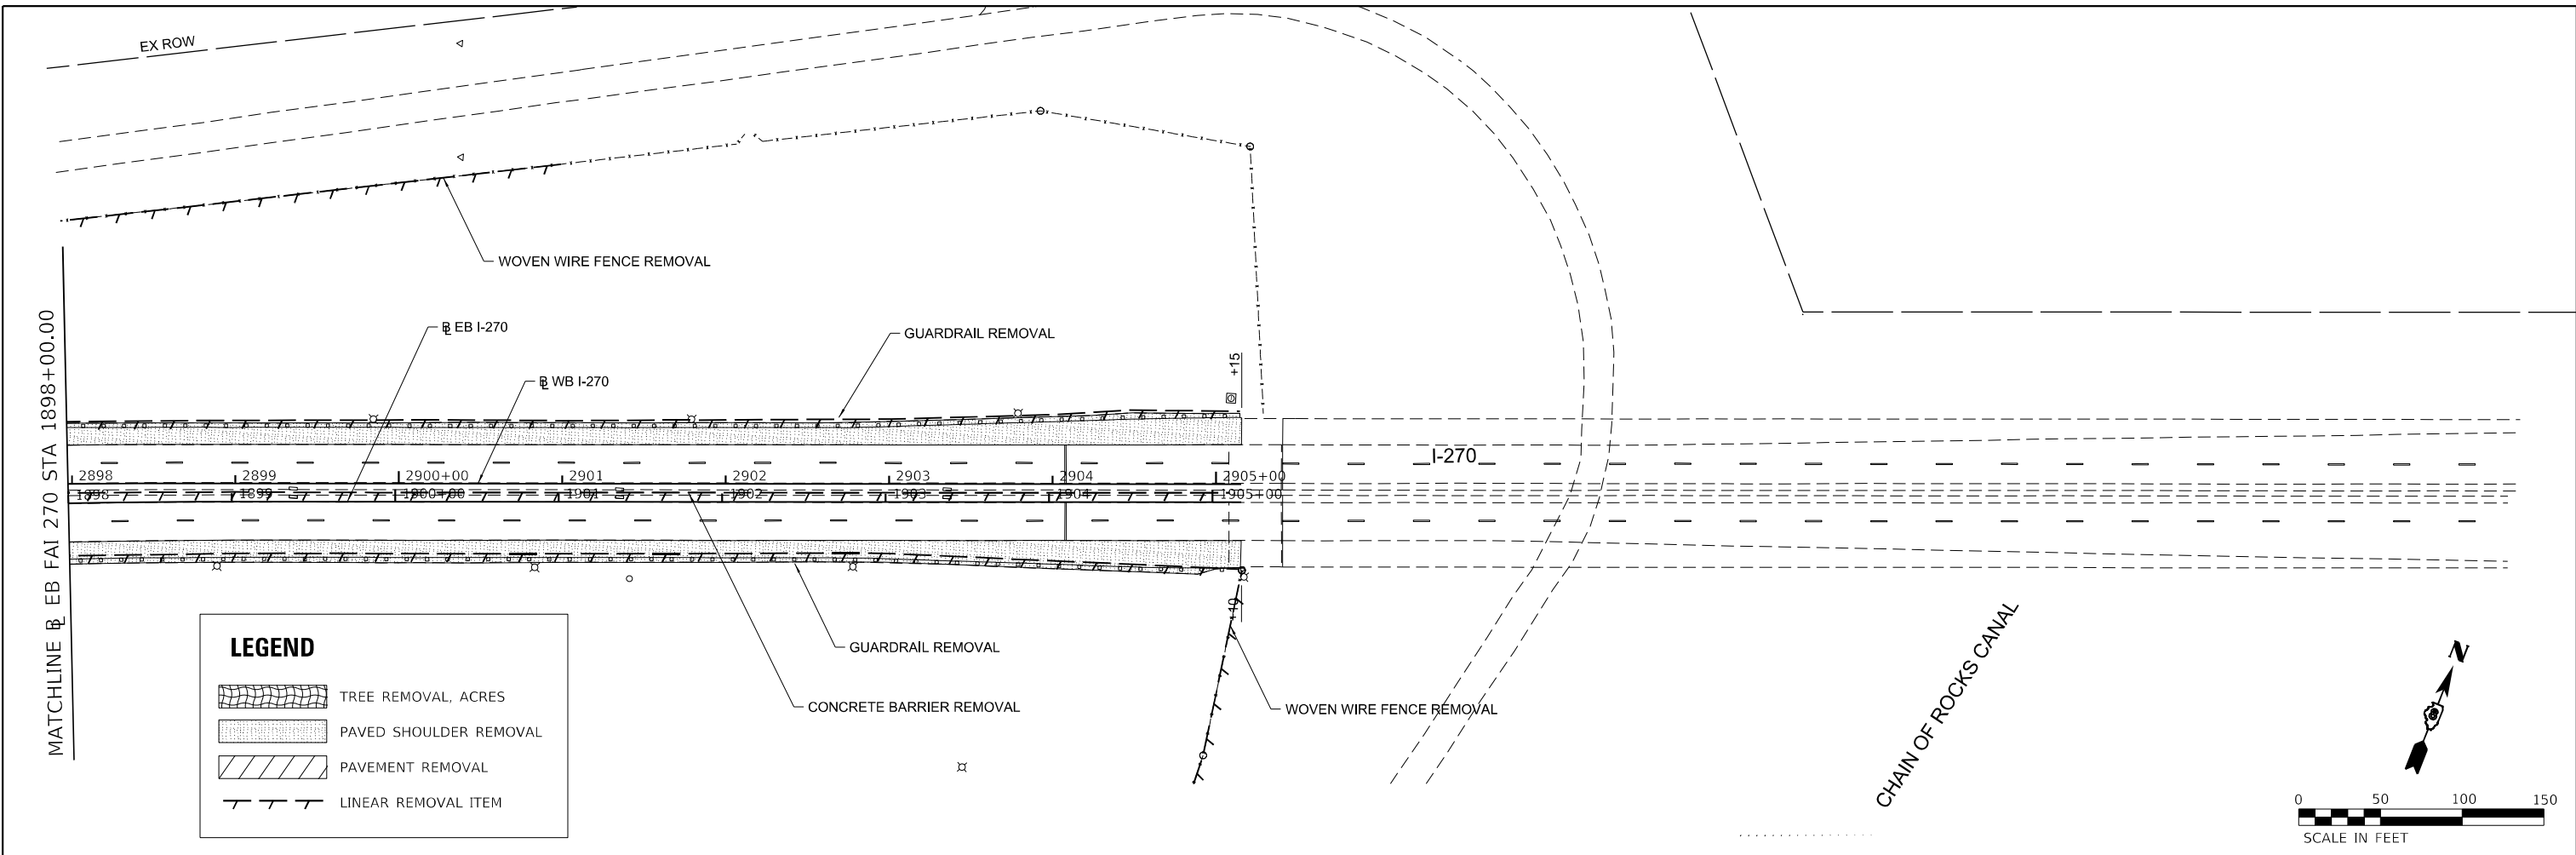 EX ROW
WOVEN WIRE FENCE REMOVAL
℄ EB I-270
GUARDRAIL REMOVAL
℄ WB I-270
+15
MATCHLINE ℄ EB FAI 270 STA 1898+00.00
I-270
2898 2899 2900+00 2901 2902 2903 2904 2905+00
1898 1899 1900+00 1901 1902 1903 1904 1905+00
+10
GUARDRAIL REMOVAL
CONCRETE BARRIER REMOVAL
WOVEN WIRE FENCE REMOVAL
CHAIN OF ROCKS CANAL
LEGEND
TREE REMOVAL, ACRES
PAVED SHOULDER REMOVAL
PAVEMENT REMOVAL
LINEAR REMOVAL ITEM
N
0 50 100 150
SCALE IN FEET